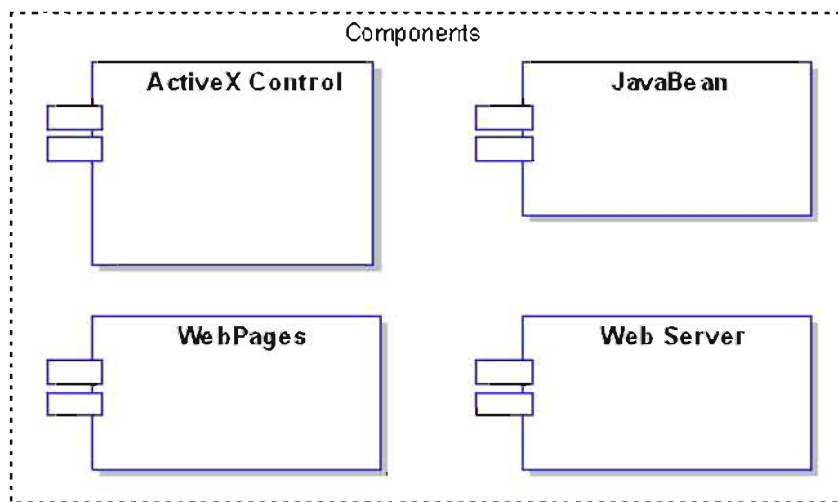 Components
ActiveX Control
JavaBean
WebPages
Web Server